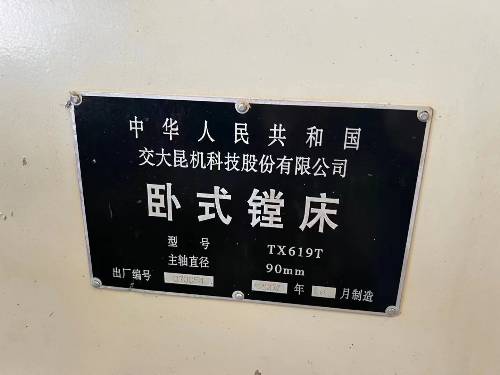 中华人民共和国
交大昆机科技股份有限公司
卧式镗床
型号 TX619T
主轴直径 90mm
出厂编号 年 月制造